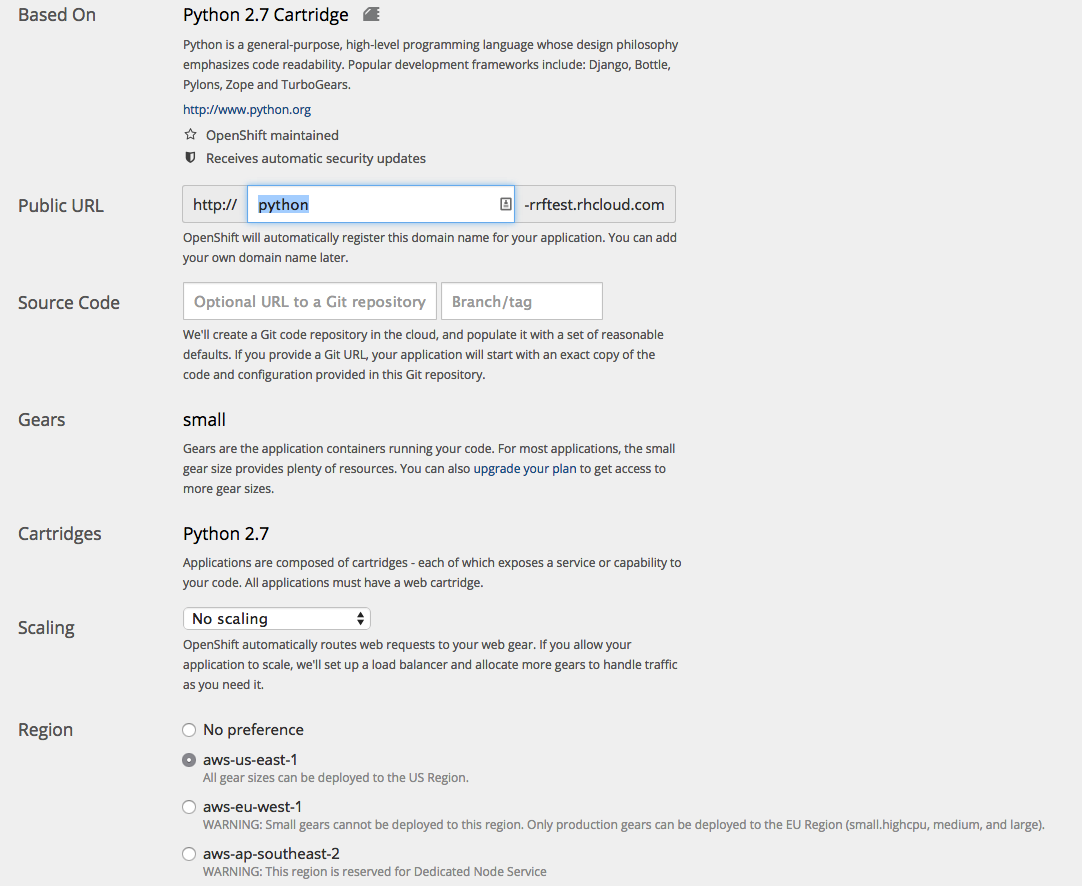 Based On
Python 2.7 Cartridge
Python is a general-purpose, high-level programming language whose design philosophy
emphasizes code readability. Popular development frameworks include: Django, Bottle,
Pylons, Zope and TurboGears.
http://www.python.org
OpenShift maintained
Receives automatic security updates
Public URL
http:// python -rrftest.rhcloud.com
OpenShift will automatically register this domain name for your application. You can add
your own domain name later.
Source Code
Optional URL to a Git repository Branch/tag
We'll create a Git code repository in the cloud, and populate it with a set of reasonable
defaults. If you provide a Git URL, your application will start with an exact copy of the
code and configuration provided in this Git repository.
Gears
small
Gears are the application containers running your code. For most applications, the small
gear size provides plenty of resources. You can also upgrade your plan to get access to
more gear sizes.
Cartridges
Python 2.7
Applications are composed of cartridges - each of which exposes a service or capability to
your code. All applications must have a web cartridge.
Scaling
No scaling
OpenShift automatically routes web requests to your web gear. If you allow your
application to scale, we'll set up a load balancer and allocate more gears to handle traffic
as you need it.
Region
No preference
aws-us-east-1
All gear sizes can be deployed to the US Region.
aws-eu-west-1
WARNING: Small gears cannot be deployed to this region. Only production gears can be deployed to the EU Region (small.highcpu, medium, and large).
aws-ap-southeast-2
WARNING: This region is reserved for Dedicated Node Service